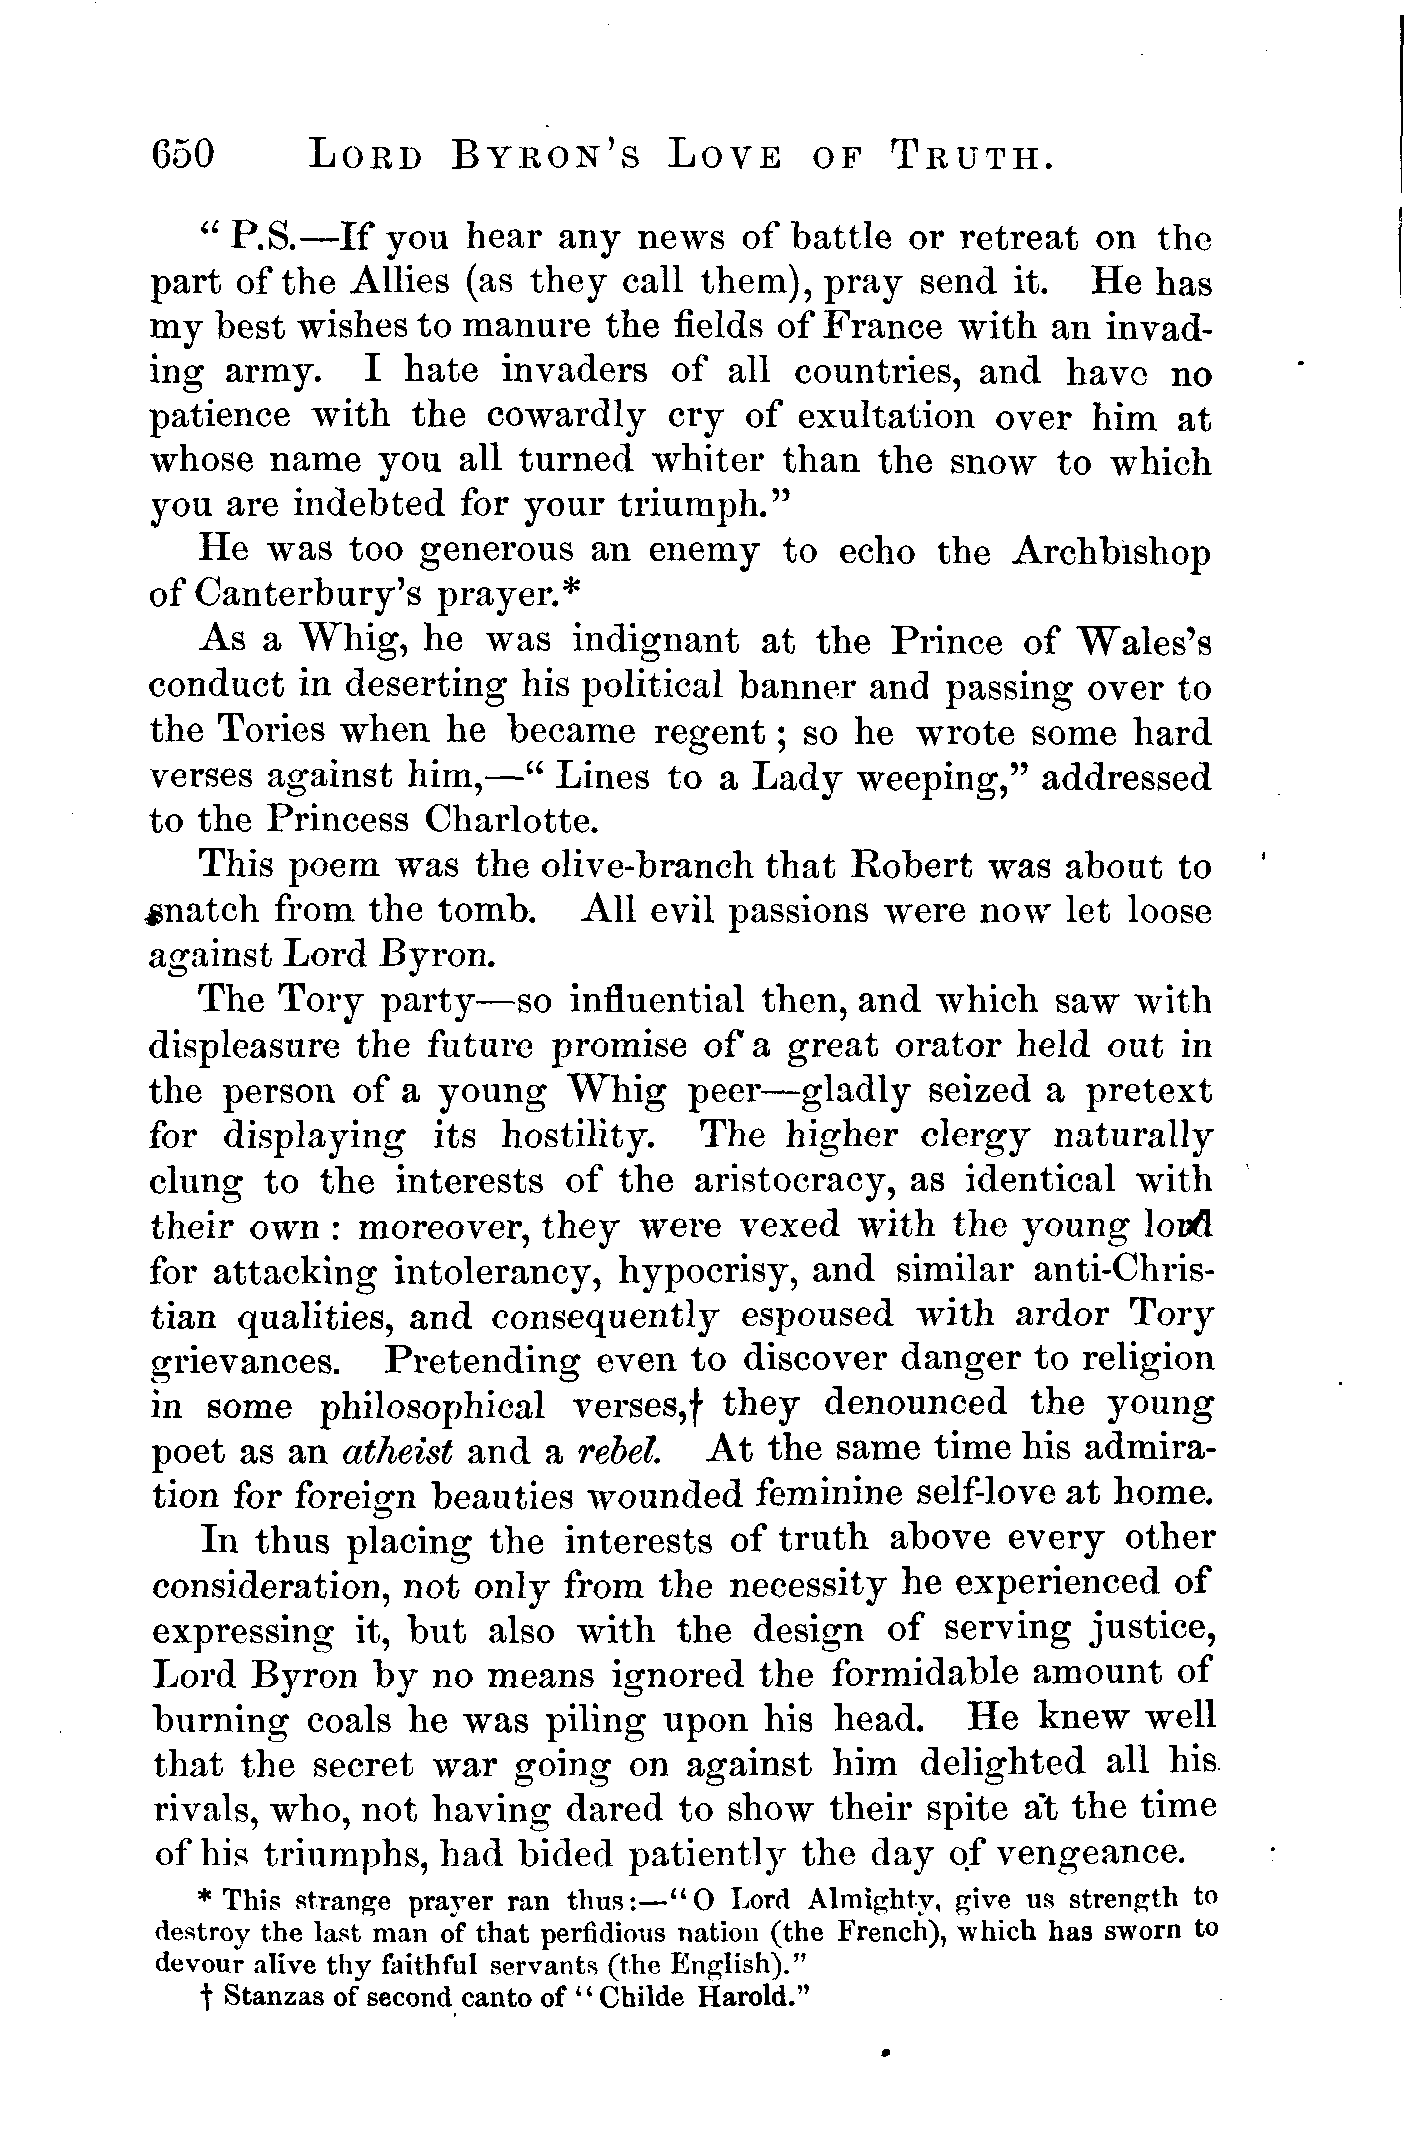 650 LORD BYRON'S LOVE OF TRUTH.
“ P.S.—If you hear any news of battle or retreat on the
part of the Allies (as they call them), pray send it. He has
my best wishes to manure the fields of France with an invad-
ing army. I hate invaders of all countries, and have no
patience with the cowardly cry of exultation over him at
whose name you all turned whiter than the snow to which
you are indebted for your triumph.”
He was too generous an enemy to echo the Archbishop
of Canterbury's prayer.*
As a Whig, he was indignant at the Prince of Wales's
conduct in deserting his political banner and passing over to
the Tories when he became regent ; so he wrote some hard
verses against him,—“ Lines to a Lady weeping,” addressed
to the Princess Charlotte.
This poem was the olive-branch that Robert was about to
snatch from the tomb. All evil passions were now let loose
against Lord Byron.
The Tory party—so influential then, and which saw with
displeasure the future promise of a great orator held out in
the person of a young Whig peer—gladly seized a pretext
for displaying its hostility. The higher clergy naturally
clung to the interests of the aristocracy, as identical with
their own : moreover, they were vexed with the young lord
for attacking intolerancy, hypocrisy, and similar anti-Chris-
tian qualities, and consequently espoused with ardor Tory
grievances. Pretending even to discover danger to religion
in some philosophical verses,† they denounced the young
poet as an atheist and a rebel. At the same time his admira-
tion for foreign beauties wounded feminine self-love at home.
In thus placing the interests of truth above every other
consideration, not only from the necessity he experienced of
expressing it, but also with the design of serving justice,
Lord Byron by no means ignored the formidable amount of
burning coals he was piling upon his head. He knew well
that the secret war going on against him delighted all his
rivals, who, not having dared to show their spite at the time
of his triumphs, had bided patiently the day of vengeance.
* This strange prayer ran thus:—“O Lord Almighty, give us strength to
destroy the last man of that perfidious nation (the French), which has sworn to
devour alive thy faithful servants (the English).”
† Stanzas of second canto of “Childe Harold.”